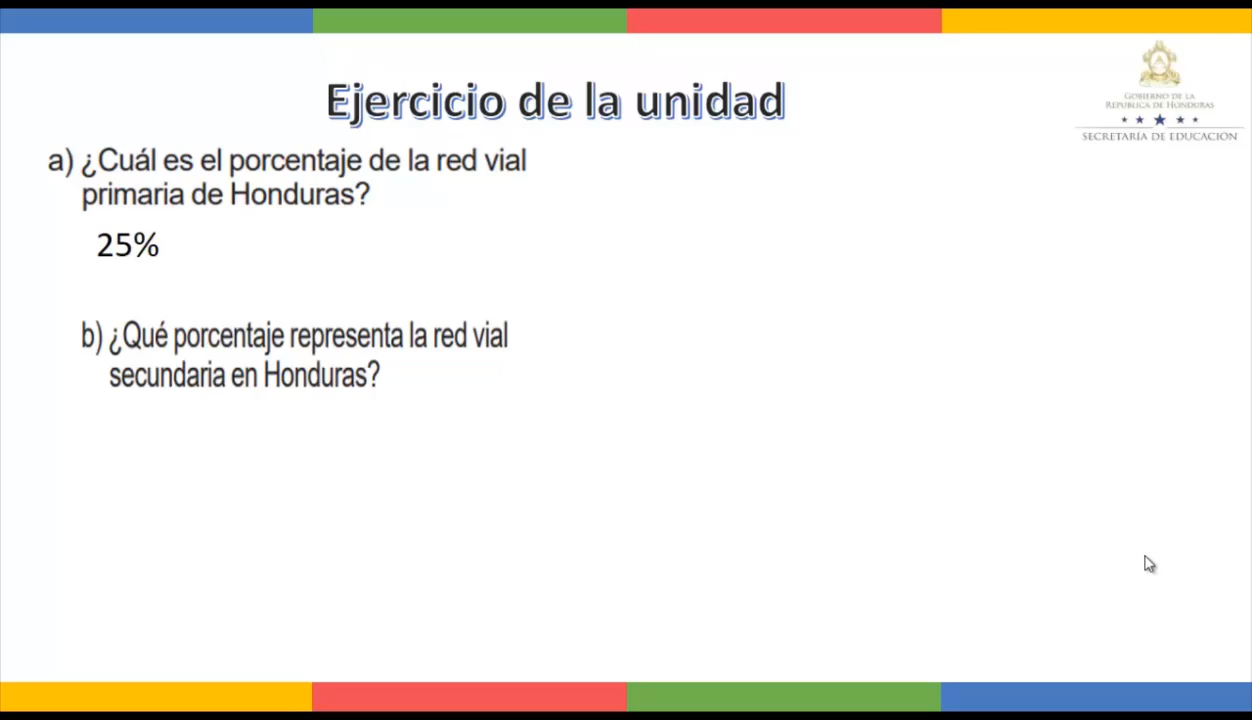 Ejercicio de la unidad
GOBIERNO DE LA
REPÚBLICA DE HONDURAS
SECRETARÍA DE EDUCACIÓN
a) ¿Cuál es el porcentaje de la red vial
primaria de Honduras?
25%
b) ¿Qué porcentaje representa la red vial
secundaria en Honduras?